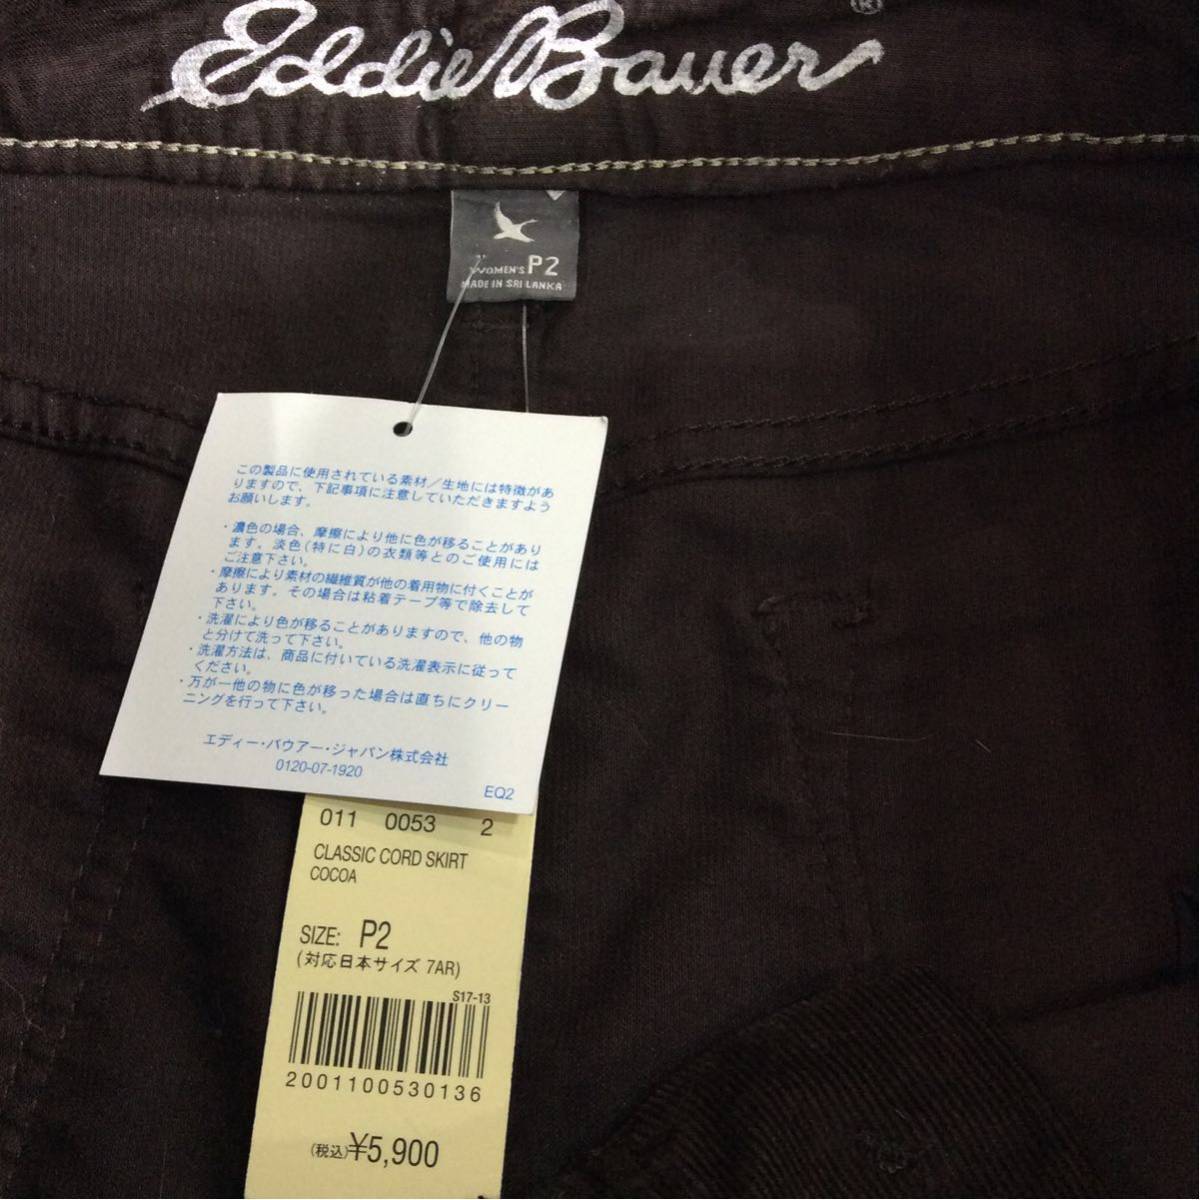 Eddie Bauer®
WOMEN'S P2
MADE IN SRI LANKA
この製品に使用されている素材／生地には特徴があ
りますので、下記事項に注意していただきますよう
お願いします。
・濃色の場合、摩擦により他に色が移ることがあり
ます。淡色(特に白)の衣類等とのご使用には
ご注意下さい。
・摩擦により素材の繊維質が他の着用物に付くことが
あります。その場合は粘着テープ等で除去して
下さい。
・洗濯により色が移ることがありますので、他の物
と分けて洗って下さい。
・洗濯方法は、商品に付いている洗濯表示に従って
ください。
・万が一他の物に色が移った場合は直ちにクリー
ニングを行って下さい。
エディー・バウアー・ジャパン株式会社
0120-07-1920
EQ2
011 0053 2
CLASSIC CORD SKIRT
COCOA
SIZE: P2
(対応日本サイズ 7AR)
S17-13
2001100530136
(税込)¥5,900